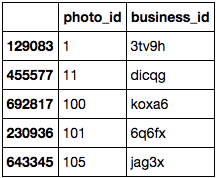 photo_id business_id
129083 1 3tv9h
455577 11 dicqg
692817 100 koxa6
230936 101 6q6fx
643345 105 jag3x